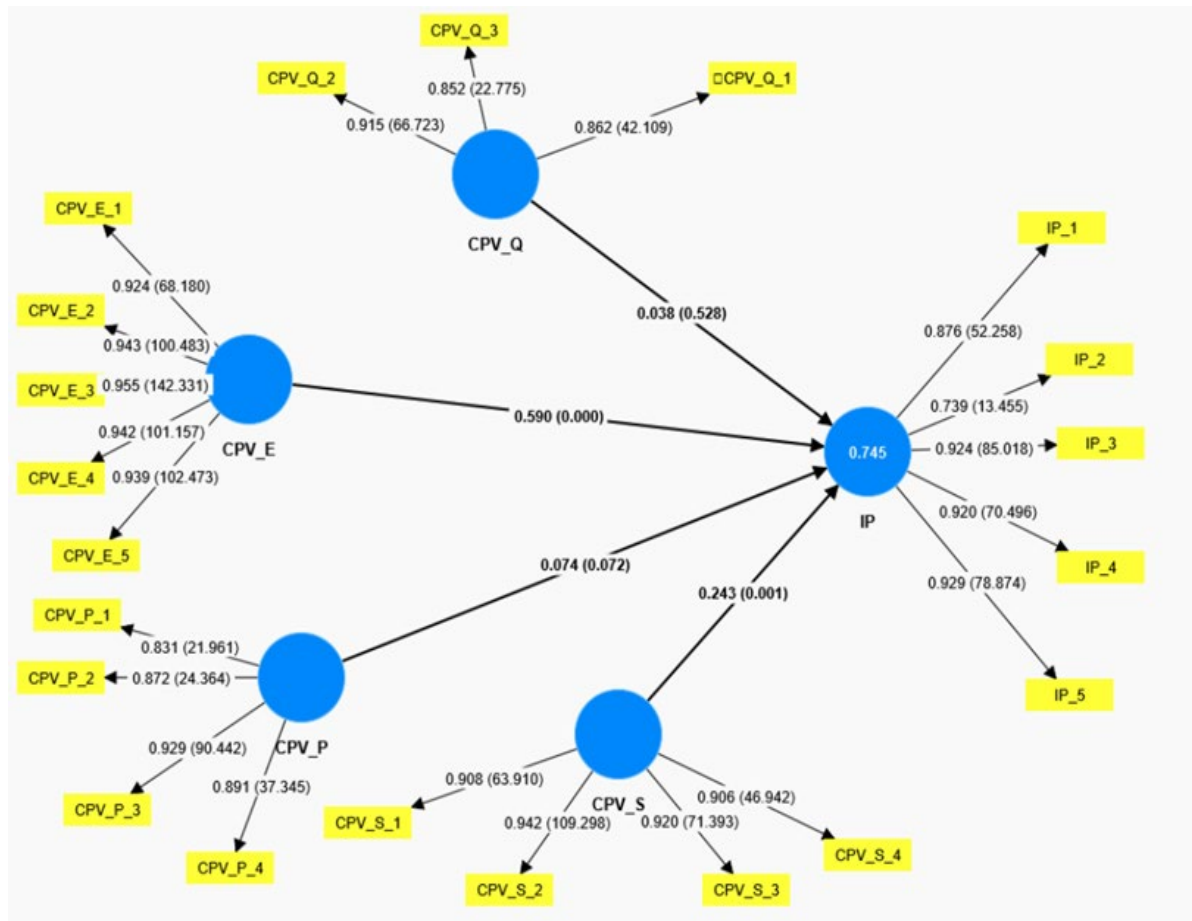 CPV_Q_3
CPV_Q_2
□CPV_Q_1
0.852 (22.775)
0.915 (66.723)
0.862 (42.109)
CPV_Q
CPV_E_1
0.924 (68.180)
CPV_E_2
0.943 (100.483)
CPV_E_3
0.955 (142.331)
0.942 (101.157)
CPV_E_4
0.939 (102.473)
CPV_E_5
CPV_E
0.038 (0.528)
0.590 (0.000)
0.074 (0.072)
0.243 (0.001)
0.745
IP
IP_1
0.876 (52.258)
IP_2
0.739 (13.455)
IP_3
0.924 (85.018)
0.920 (70.496)
IP_4
0.929 (78.874)
IP_5
CPV_P_1
0.831 (21.961)
CPV_P_2
0.872 (24.364)
0.929 (90.442)
CPV_P
0.891 (37.345)
CPV_P_3
CPV_P_4
0.908 (63.910)
CPV_S
0.906 (46.942)
CPV_S_1
0.942 (109.298)
0.920 (71.393)
CPV_S_4
CPV_S_2
CPV_S_3